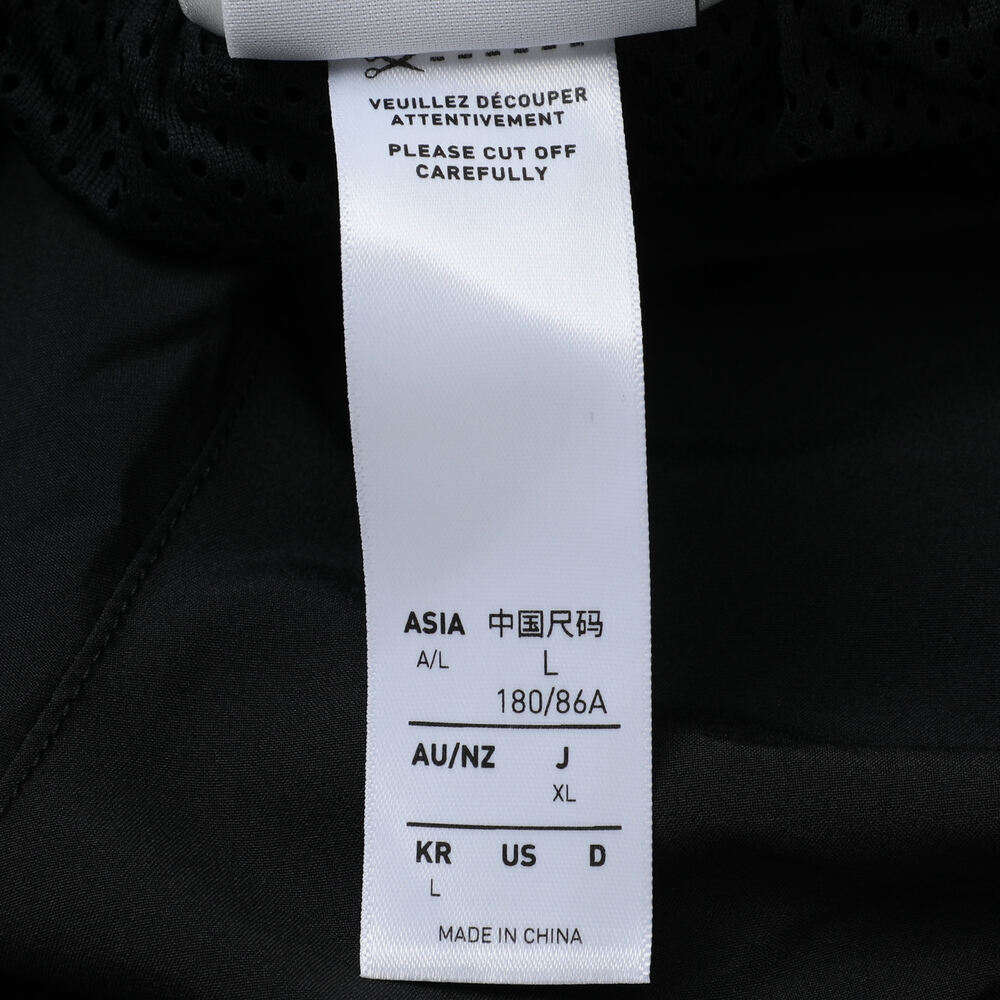 VEUILLEZ DÉCOUPER
ATTENTIVEMENT
PLEASE CUT OFF
CAREFULLY
ASIA 中国尺码
A/L L
180/86A
AU/NZ J
XL
KR US D
L
MADE IN CHINA